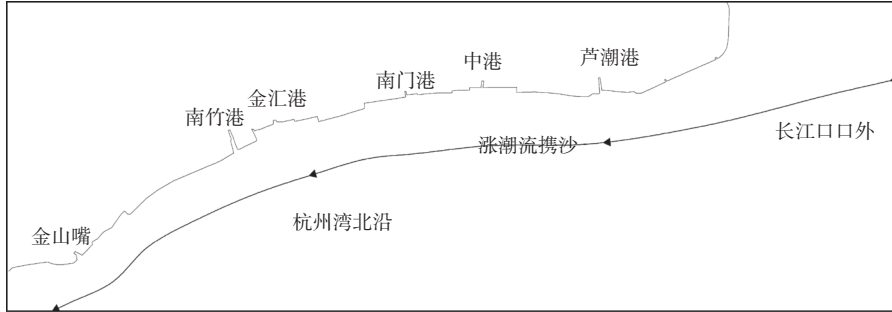 芦潮港
中港
南门港
金汇港
南竹港
长江口口外
涨潮流携沙
杭州湾北沿
金山嘴